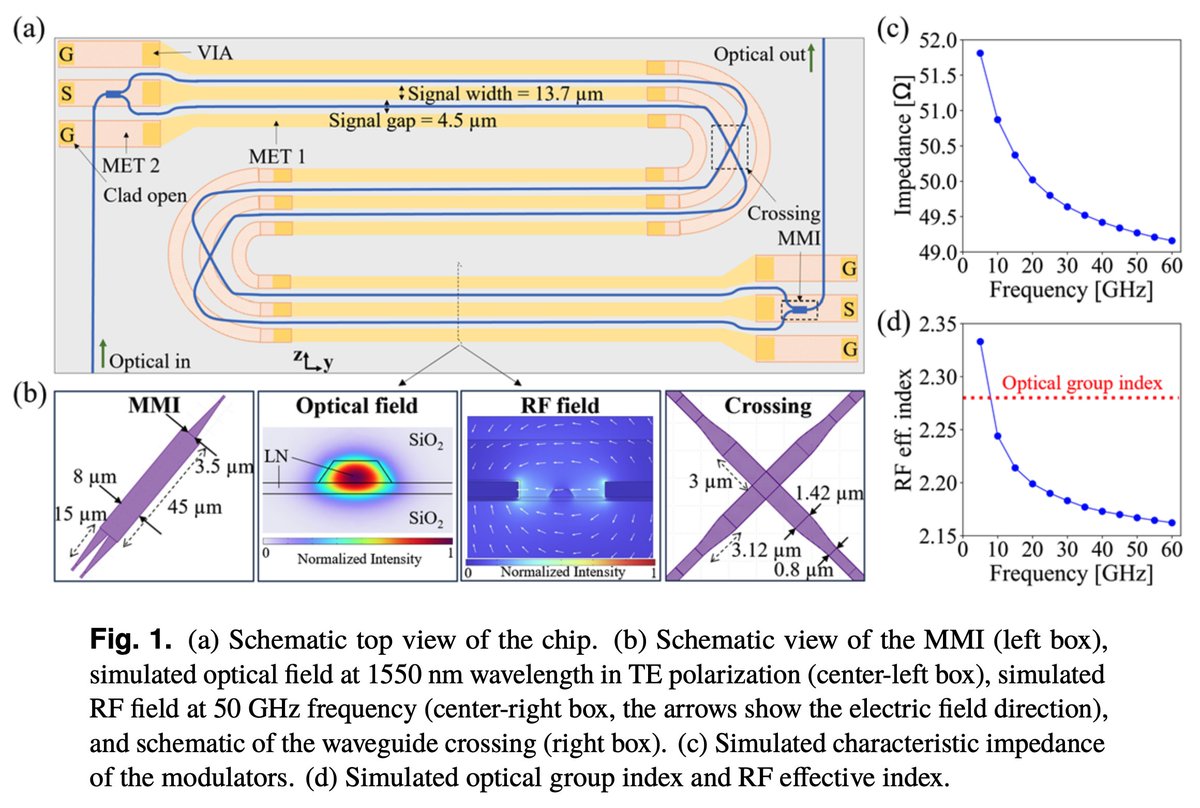 (a)
G
VIA
Optical out
S
Signal width = 13.7 µm
Signal gap = 4.5 µm
G
MET 2
MET 1
Clad open
Crossing
MMI
G
S
G
Optical in
z
y
(b)
MMI
8 µm
3.5 µm
15 µm
45 µm
Optical field
SiO2
LN
SiO2
0
1
Normalized Intensity
RF field
0
Normalized Intensity
1
Crossing
3 µm
1.42 µm
3.12 µm
0.8 µm
(c)
52.0
51.5
51.0
50.5
50.0
49.5
49.0
Impedance [Ω]
0 10 20 30 40 50 60
Frequency [GHz]
(d)
2.35
2.30
2.25
2.20
2.15
RF eff. index
Optical group index
0 10 20 30 40 50 60
Frequency [GHz]
Fig. 1. (a) Schematic top view of the chip. (b) Schematic view of the MMI (left box),
simulated optical field at 1550 nm wavelength in TE polarization (center-left box), simulated
RF field at 50 GHz frequency (center-right box, the arrows show the electric field direction),
and schematic of the waveguide crossing (right box). (c) Simulated characteristic impedance
of the modulators. (d) Simulated optical group index and RF effective index.